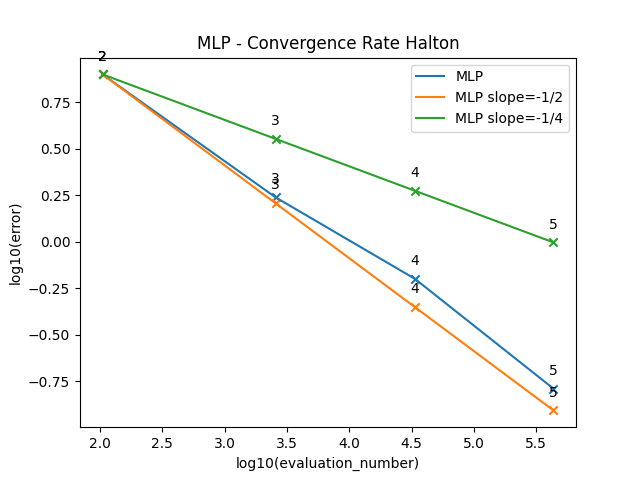 MLP - Convergence Rate Halton
2
2
MLP
MLP slope=-1/2
MLP slope=-1/4
3
3
3
4
4
4
5
5
5
0.75
0.50
0.25
0.00
−0.25
−0.50
−0.75
log10(error)
2.0 2.5 3.0 3.5 4.0 4.5 5.0 5.5
log10(evaluation_number)